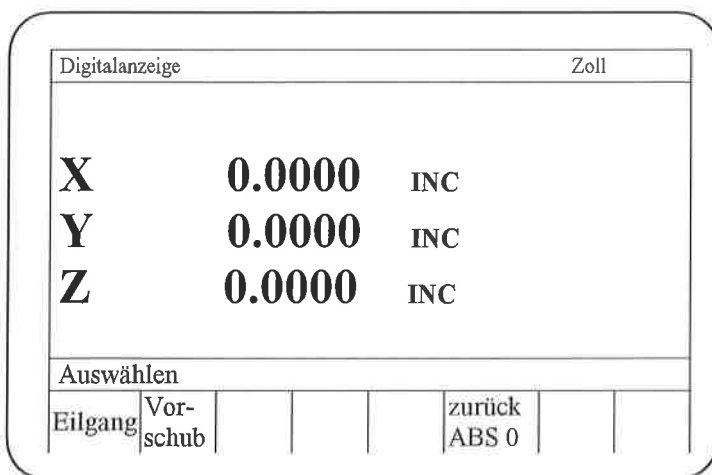 Digitalanzeige Zoll
X 0.0000 INC
Y 0.0000 INC
Z 0.0000 INC
Auswählen
Eilgang Vor-
schub zurück
ABS 0